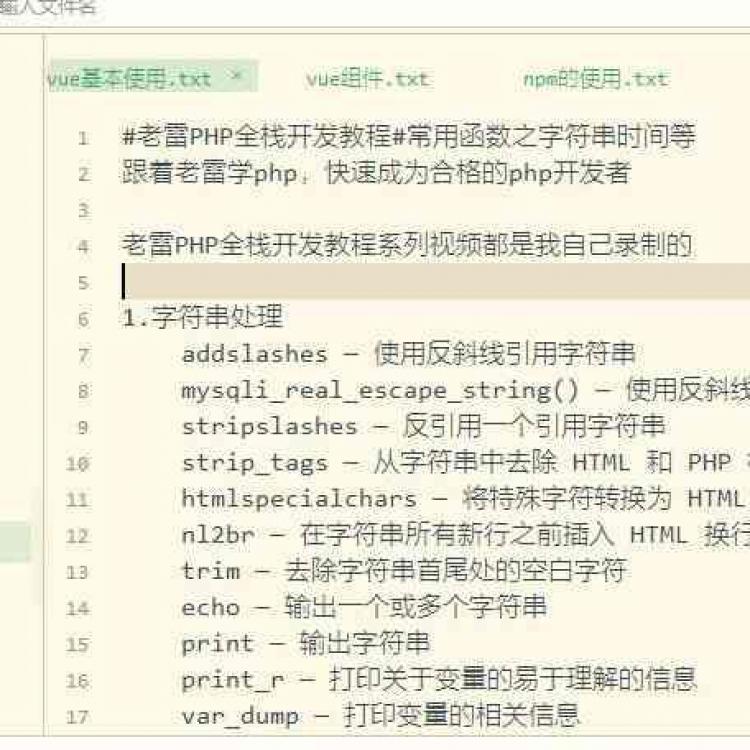 输入文件名
vue基本使用.txt × vue组件.txt npm的使用.txt
1 #老雷PHP全栈开发教程#常用函数之字符串时间等
2 跟着老雷学php，快速成为合格的php开发者
3
4 老雷PHP全栈开发教程系列视频都是我自己录制的
5
6 1.字符串处理
7 addslashes — 使用反斜线引用字符串
8 mysqli_real_escape_string() — 使用反斜线
9 stripslashes — 反引用一个引用字符串
10 strip_tags — 从字符串中去除 HTML 和 PHP
11 htmlspecialchars — 将特殊字符转换为 HTML
12 nl2br — 在字符串所有新行之前插入 HTML 换行
13 trim — 去除字符串首尾处的空白字符
14 echo — 输出一个或多个字符串
15 print — 输出字符串
16 print_r — 打印关于变量的易于理解的信息
17 var_dump — 打印变量的相关信息